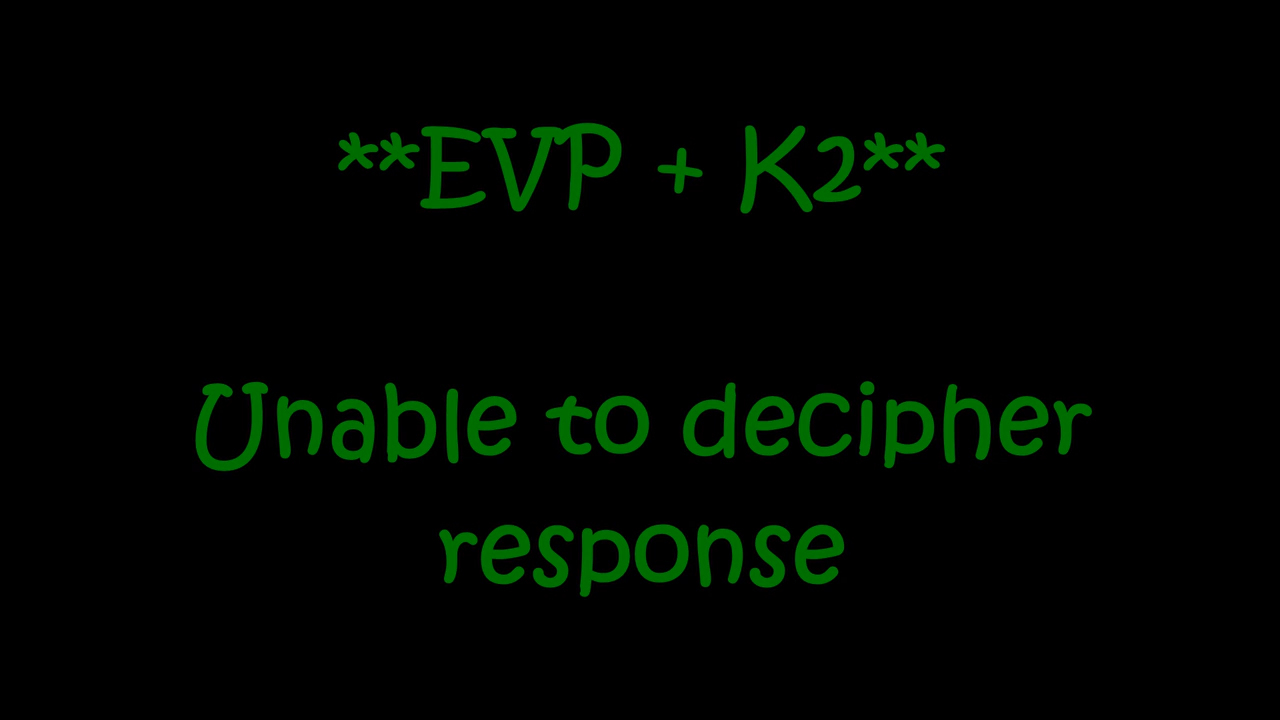 **EVP + K2**
Unable to decipher
response